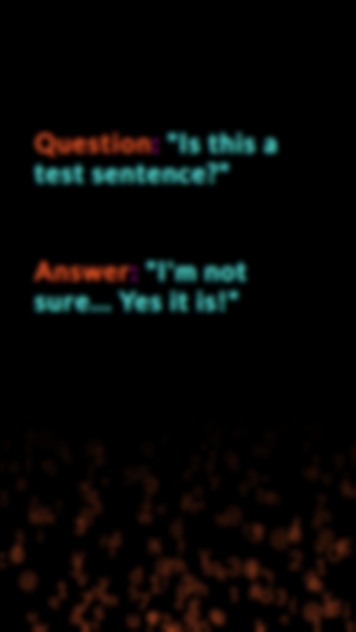 Question: "Is this a
test sentence?"
Answer: "I'm not
sure... Yes it is!"